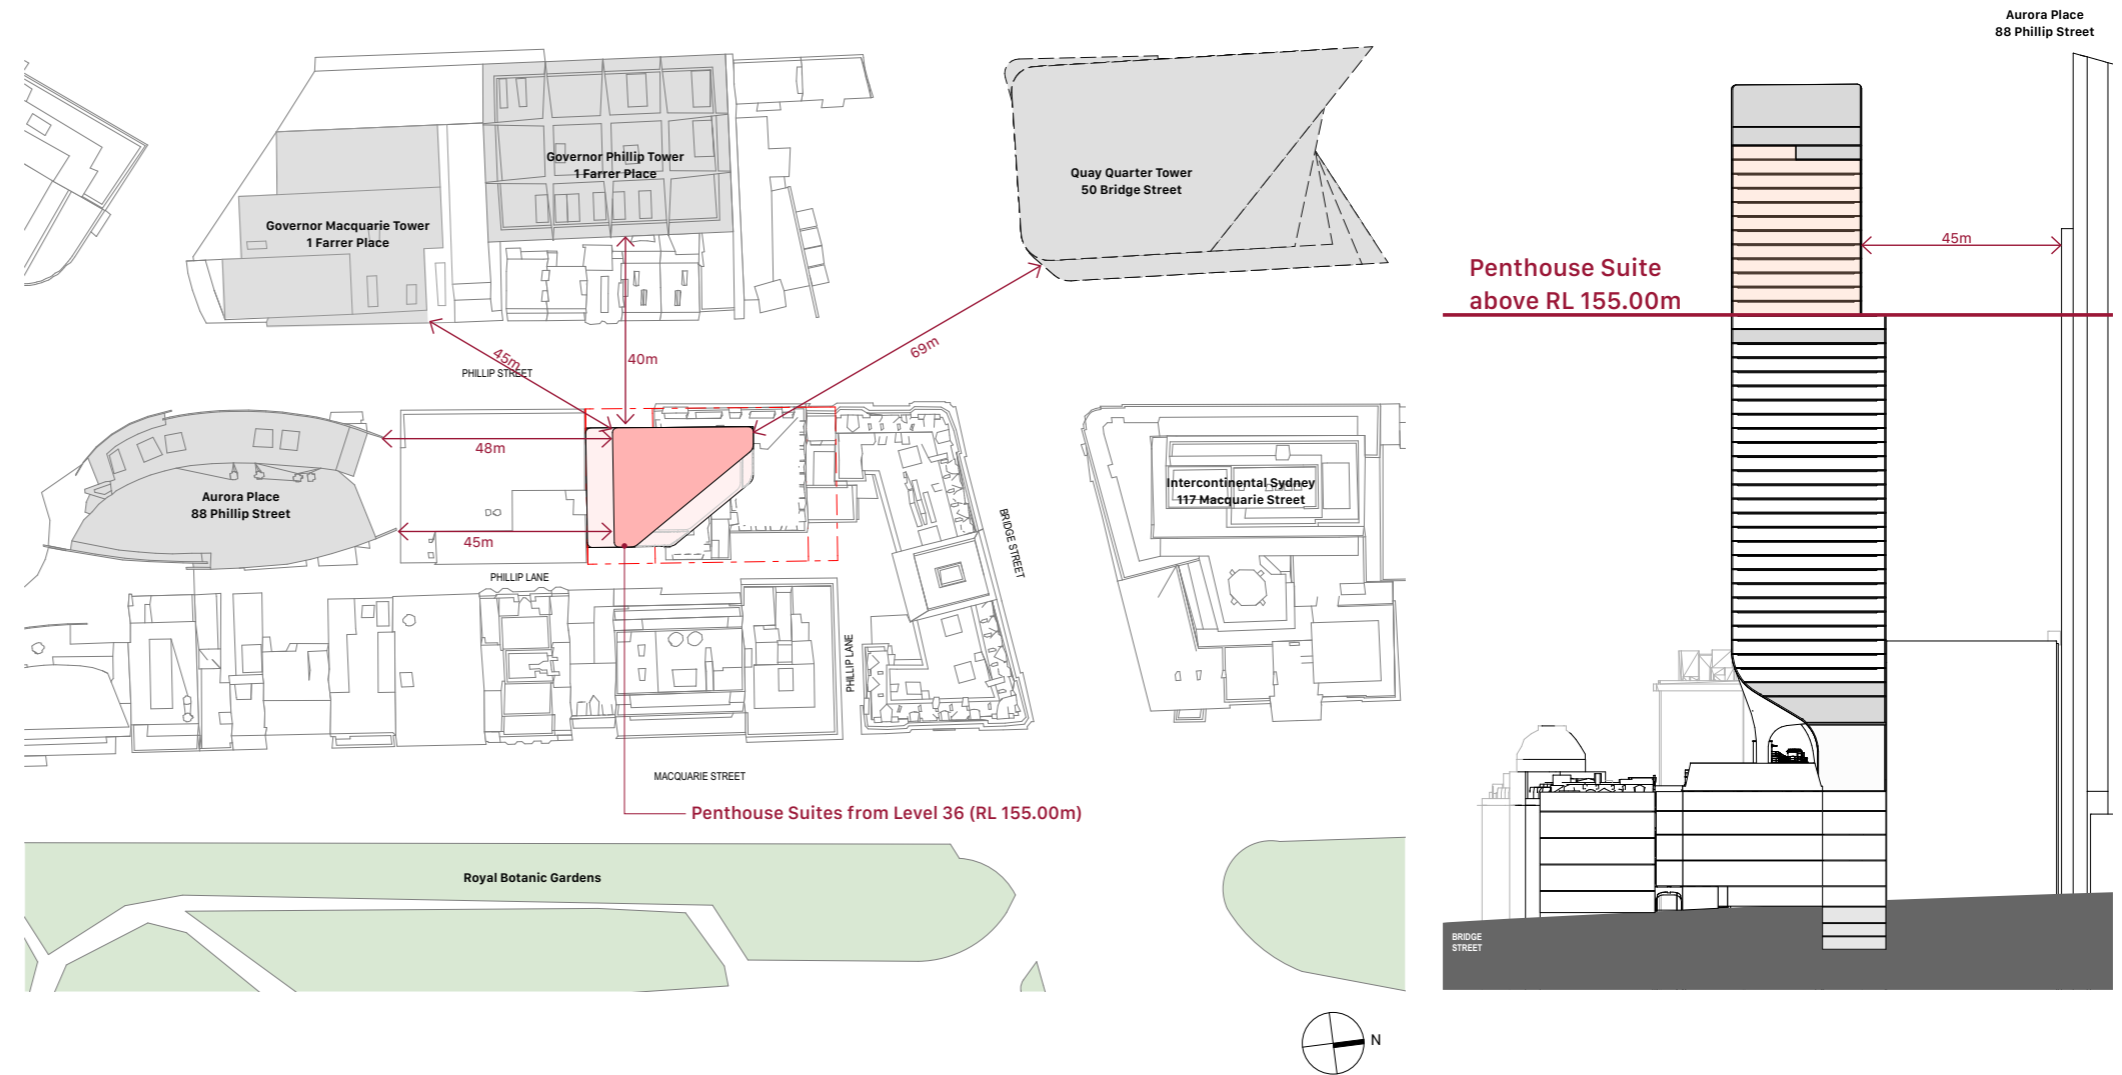 Aurora Place
88 Phillip Street
Governor Phillip Tower
1 Farrer Place
Quay Quarter Tower
50 Bridge Street
Governor Macquarie Tower
1 Farrer Place
45m
Penthouse Suite
above RL 155.00m
45m
40m
69m
PHILLIP STREET
48m
Aurora Place
88 Phillip Street
Intercontinental Sydney
117 Macquarie Street
45m
BRIDGE STREET
PHILLIP LANE
PHILLIP LANE
MACQUARIE STREET
Penthouse Suites from Level 36 (RL 155.00m)
Royal Botanic Gardens
BRIDGE
STREET
N